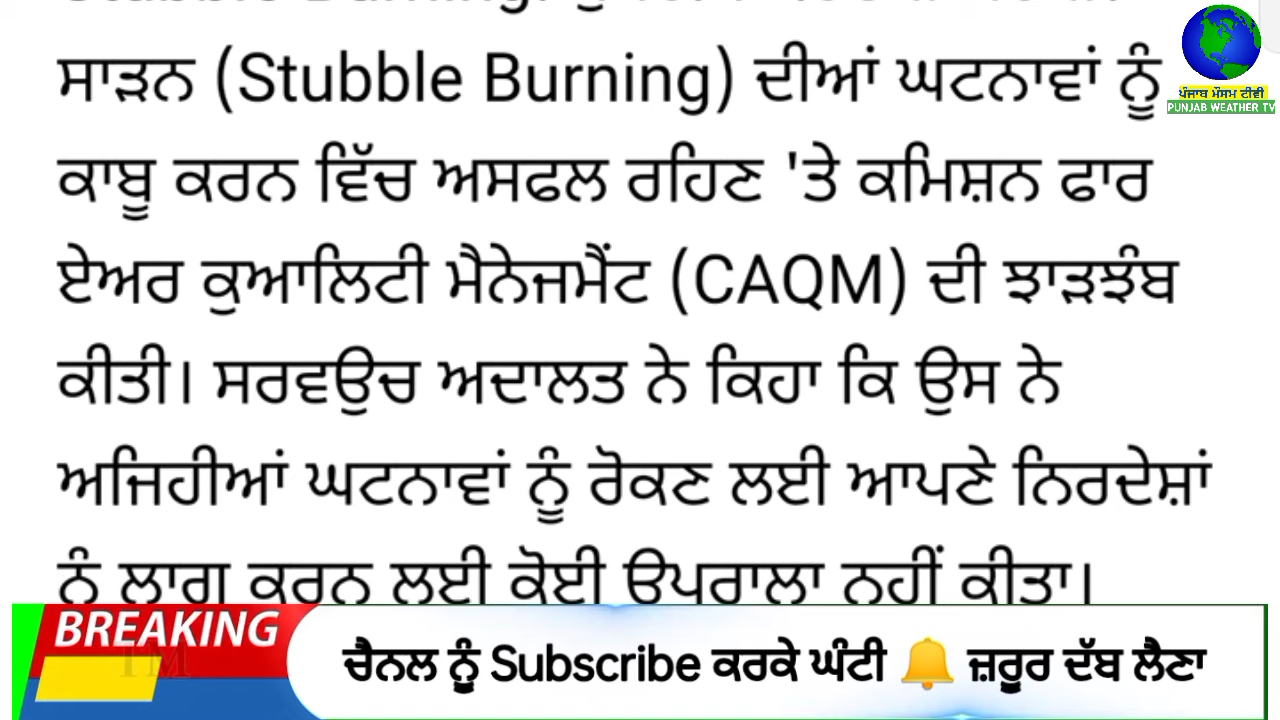 ਸਾੜਨ (Stubble Burning) ਦੀਆਂ ਘਟਨਾਵਾਂ ਨੂੰ
ਪੰਜਾਬ ਮੌਸਮ ਟੀਵੀ
PUNJAB WEATHER TV
ਕਾਬੂ ਕਰਨ ਵਿੱਚ ਅਸਫਲ ਰਹਿਣ 'ਤੇ ਕਮਿਸ਼ਨ ਫਾਰ
ਏਅਰ ਕੁਆਲਿਟੀ ਮੈਨੇਜਮੈਂਟ (CAQM) ਦੀ ਝਾੜਝੰਬ
ਕੀਤੀ। ਸਰਵਉਚ ਅਦਾਲਤ ਨੇ ਕਿਹਾ ਕਿ ਉਸ ਨੇ
ਅਜਿਹੀਆਂ ਘਟਨਾਵਾਂ ਨੂੰ ਰੋਕਣ ਲਈ ਆਪਣੇ ਨਿਰਦੇਸ਼ਾਂ
ਨੂੰ ਲਾਗੂ ਕਰਨ ਲਈ ਕੋਈ ਉਪਰਾਲਾ ਨਹੀਂ ਕੀਤਾ।
BREAKING
ਚੈਨਲ ਨੂੰ Subscribe ਕਰਕੇ ਘੰਟੀ 🔔 ਜ਼ਰੂਰ ਦੱਬ ਲੈਣਾ